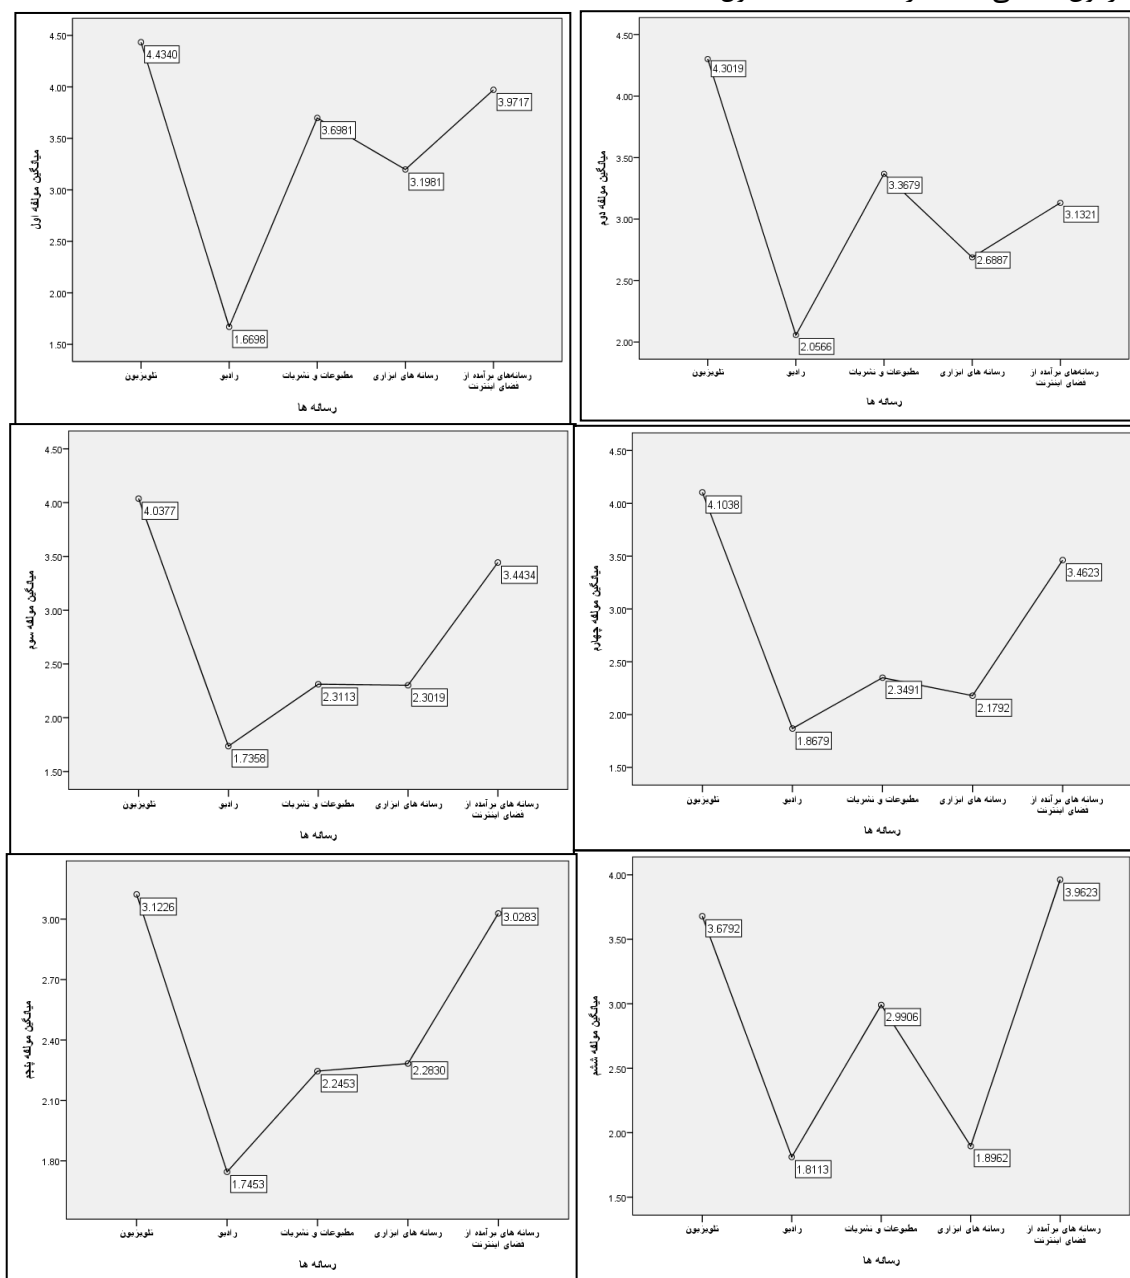 میانگین مولفه اول
4.50
4.00
3.50
3.00
2.50
2.00
1.50
4.4340
1.6698
3.6981
3.1981
3.9717
تلویزیون
رادیو
مطبوعات و نشریات
رسانه های ابزاری
رسانه‌های برآمده از
فضای اینترنت
رسانه ها
میانگین مولفه دوم
4.50
4.00
3.50
3.00
2.50
2.00
4.3019
2.0566
3.3679
2.6887
3.1321
تلویزیون
رادیو
مطبوعات و نشریات
رسانه های ابزاری
رسانه‌های برآمده از
فضای اینترنت
رسانه ها
میانگین مولفه سوم
4.50
4.00
3.50
3.00
2.50
2.00
1.50
4.0377
1.7358
2.3113
2.3019
3.4434
تلویزیون
رادیو
مطبوعات و نشریات
رسانه های ابزاری
رسانه های برآمده از
فضای اینترنت
رسانه ها
میانگین مولفه چهارم
4.50
4.00
3.50
3.00
2.50
2.00
1.50
4.1038
1.8679
2.3491
2.1792
3.4623
تلویزیون
رادیو
مطبوعات و نشریات
رسانه های ابزاری
رسانه های برآمده از
فضای اینترنت
رسانه ها
میانگین مولفه پنجم
3.00
2.70
2.40
2.10
1.80
3.1226
1.7453
2.2453
2.2830
3.0283
تلویزیون
رادیو
مطبوعات و نشریات
رسانه های ابزاری
رسانه های برآمده از
فضای اینترنت
رسانه ها
میانگین مولفه ششم
4.00
3.50
3.00
2.50
2.00
1.50
3.6792
1.8113
2.9906
1.8962
3.9623
تلویزیون
رادیو
مطبوعات و نشریات
رسانه های ابزاری
رسانه های برآمده از
فضای اینترنت
رسانه ها